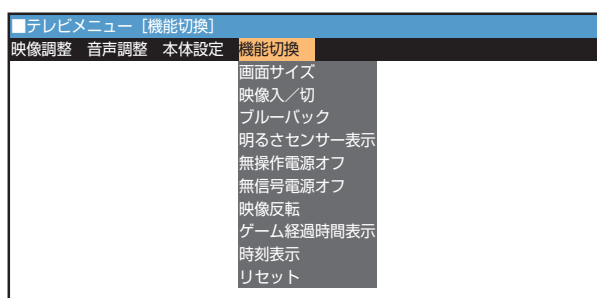 ■テレビメニュー［機能切換］
映像調整 音声調整 本体設定 機能切換
画面サイズ
映像入／切
ブルーバック
明るさセンサー表示
無操作電源オフ
無信号電源オフ
映像反転
ゲーム経過時間表示
時刻表示
リセット